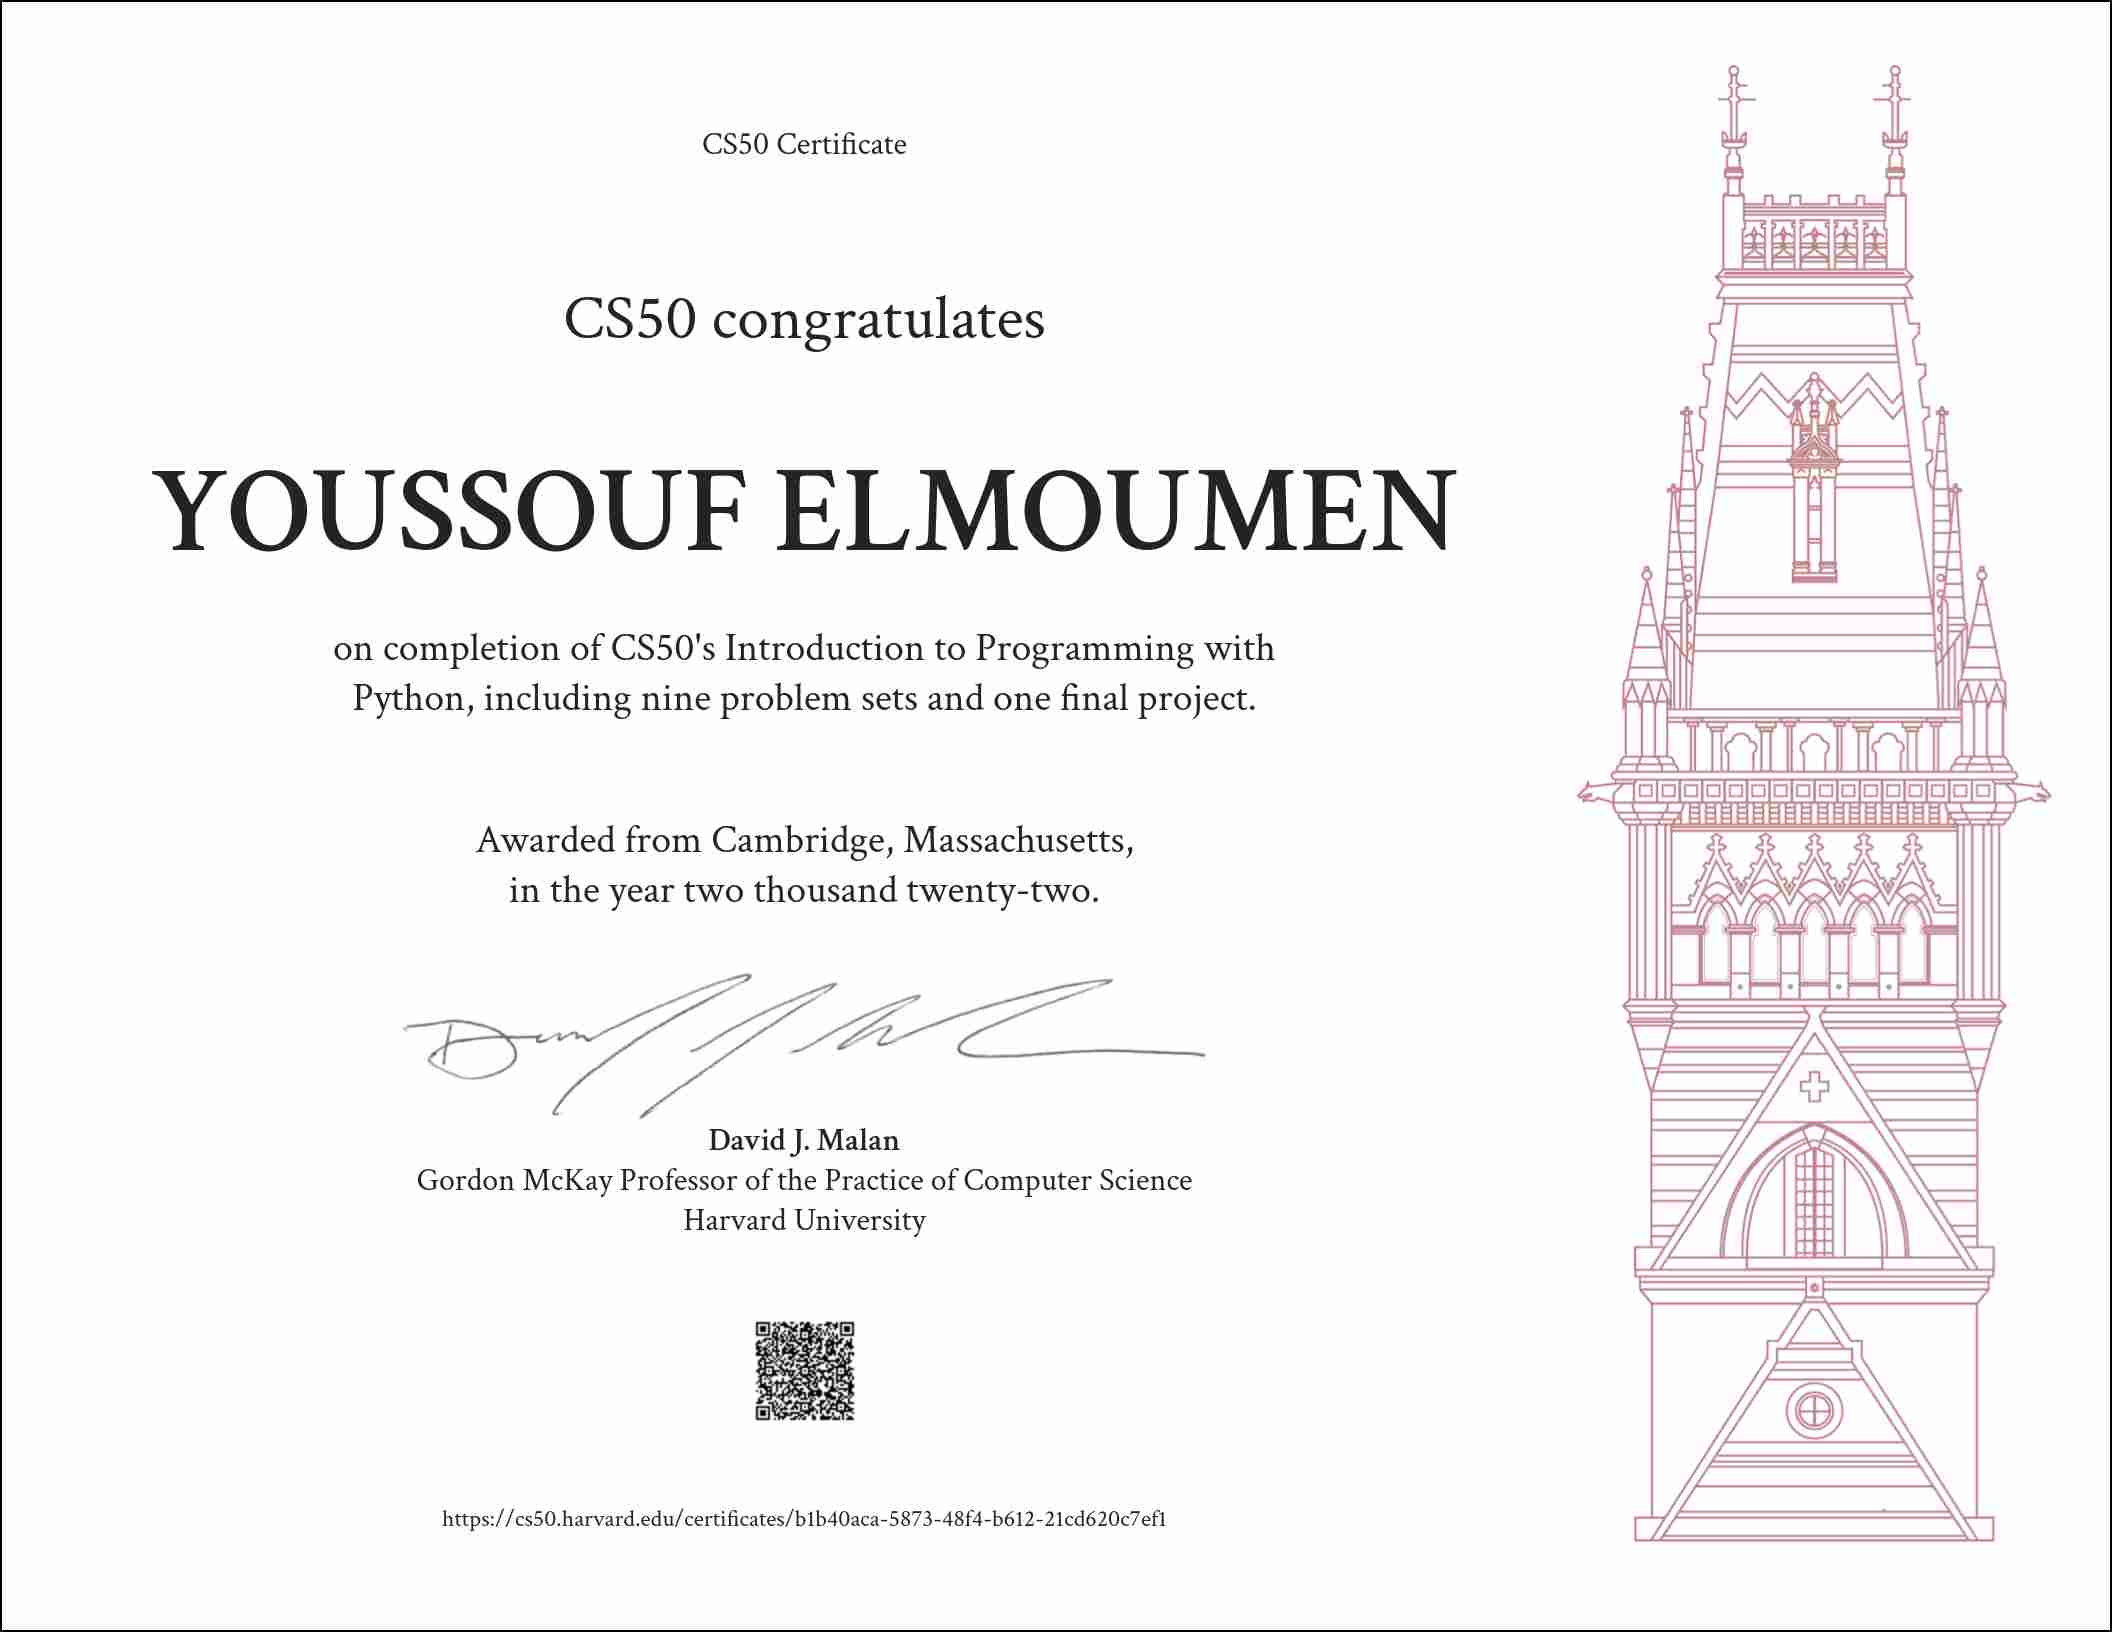 CS50 Certificate
CS50 congratulates
YOUSSOUF ELMOUMEN
on completion of CS50's Introduction to Programming with
Python, including nine problem sets and one final project.
Awarded from Cambridge, Massachusetts,
in the year two thousand twenty-two.
David J. Malan
Gordon McKay Professor of the Practice of Computer Science
Harvard University
https://cs50.harvard.edu/certificates/b1b40aca-5873-48f4-b612-21cd620c7ef1